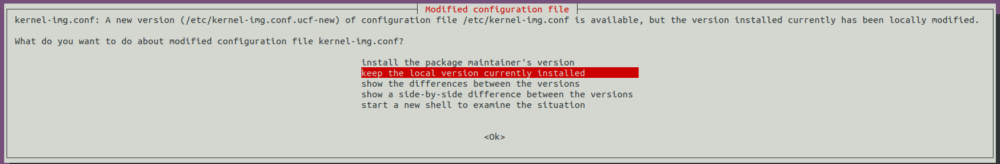 Modified configuration file
kernel-img.conf: A new version (/etc/kernel-img.conf.ucf-new) of configuration file /etc/kernel-img.conf is available, but the version installed currently has been locally modified.
What do you want to do about modified configuration file kernel-img.conf?
install the package maintainer's version
keep the local version currently installed
show the differences between the versions
show a side-by-side difference between the versions
start a new shell to examine the situation
<Ok>